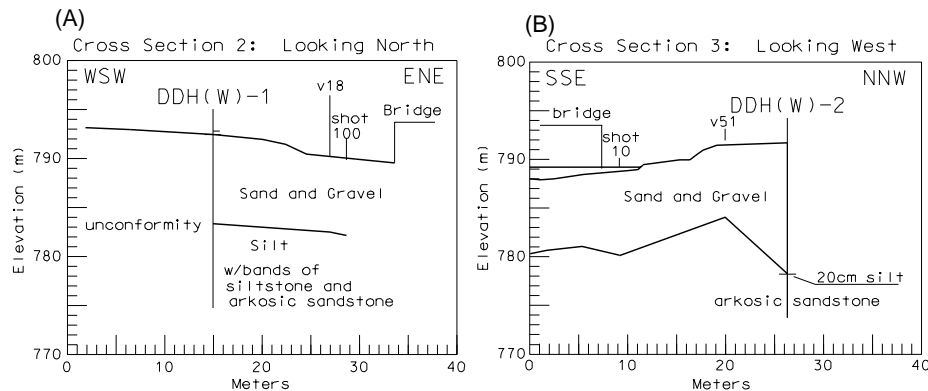 (A)
Cross Section 2: Looking North
800
790
780
770
Elevation (m)
WSW
ENE
DDH(W)-1
v18
shot
100
Bridge
Sand and Gravel
unconformity
Silt
w/bands of
siltstone and
arkosic sandstone
0 10 20 30 40
Meters
(B)
Cross Section 3: Looking West
800
790
780
770
Elevation (m)
SSE
NNW
DDH(W)-2
bridge
shot
10
v51
Sand and Gravel
20cm silt
arkosic sandstone
0 10 20 30 40
Meters